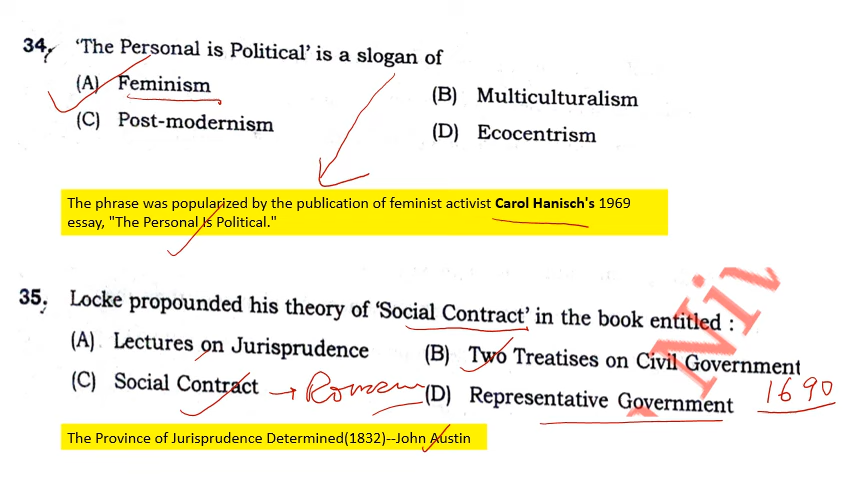 34. 'The Personal is Political' is a slogan of
(A) Feminism
(B) Multiculturalism
(C) Post-modernism
(D) Ecocentrism
The phrase was popularized by the publication of feminist activist Carol Hanisch's 1969
essay, "The Personal Is Political."
35. Locke propounded his theory of 'Social Contract' in the book entitled :
(A) Lectures on Jurisprudence
(B) Two Treatises on Civil Government
(C) Social Contract
(D) Representative Government 1690
The Province of Jurisprudence Determined(1832)--John Austin